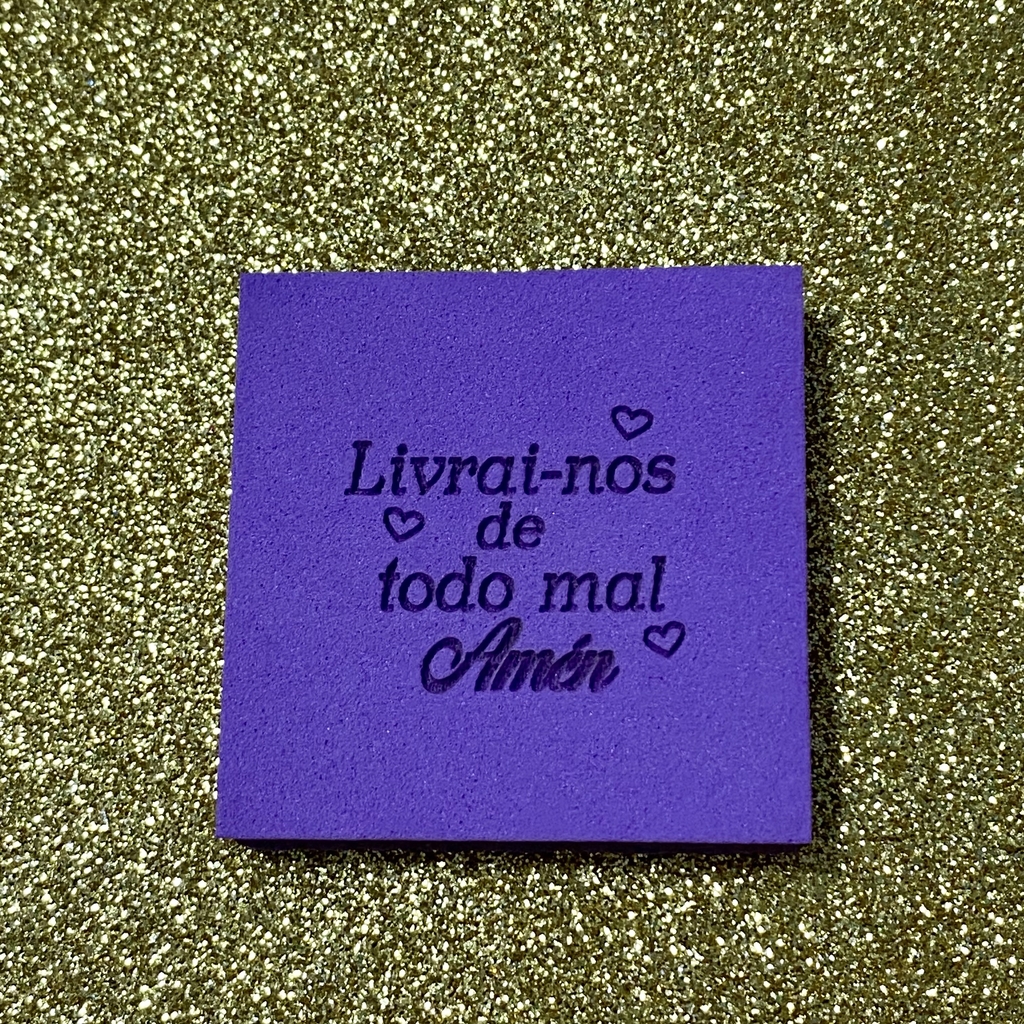 Livrai-nos
de
todo mal
Amén